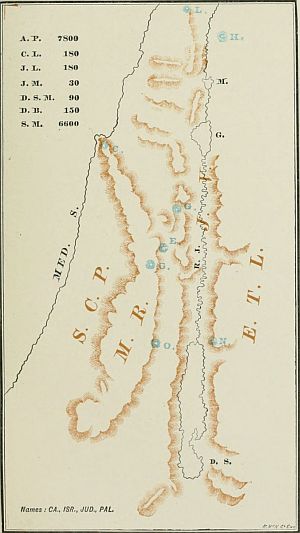 A. P. 7800
C. L. 180
J. L. 180
J. M. 30
D. S. M. 90
D. B. 150
S. M. 6600
L.
H.
M.
G.
C.
MED. S.
G.
J.
E.
R. J.
G.
S. C. P.
M. R.
E. T. L.
O.
N.
D. S.
Names : CA., ISR., JUD., PAL.